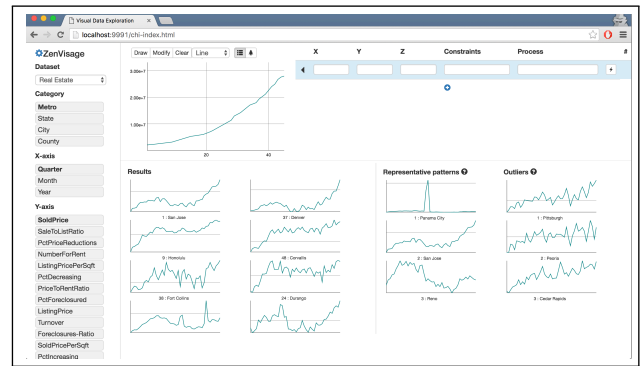 Visual Data Exploration
localhost:9991/chi-index.html
ZenVisage
Dataset
Real Estate
Category
Metro
State
City
County
X-axis
Quarter
Month
Year
Y-axis
SoldPrice
SaleToListRatio
PctPriceReductions
NumberForRent
ListingPricePerSqft
PctDecreasing
PriceToRentRatio
PctForeclosured
ListingPrice
Turnover
Foreclosures-Ratio
SoldPricePerSqft
PctIncreasing
Draw Modify Clear Line
3.00e+7
2.00e+7
1.00e+7
20 40
X Y Z Constraints Process #
Results
1 : San Jose
37 : Denver
9 : Honolulu
48 : Corvallis
38 : Fort Collins
24 : Durango
Representative patterns
1 : Panama City
2 : San Jose
3 : Reno
Outliers
1 : Pittsburgh
2 : Peoria
3 : Cedar Rapids